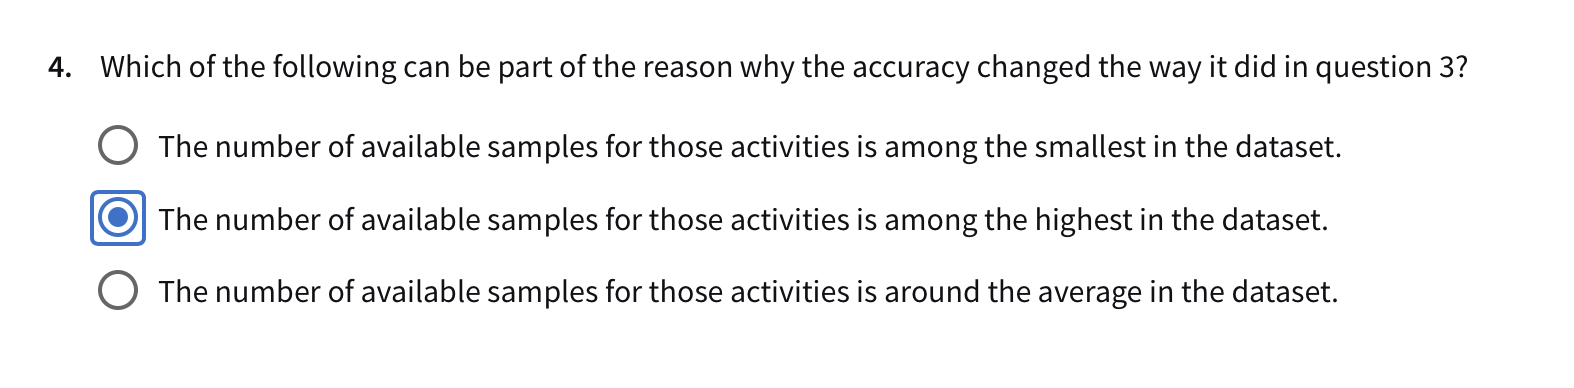 4. Which of the following can be part of the reason why the accuracy changed the way it did in question 3?
The number of available samples for those activities is among the smallest in the dataset.
The number of available samples for those activities is among the highest in the dataset.
The number of available samples for those activities is around the average in the dataset.